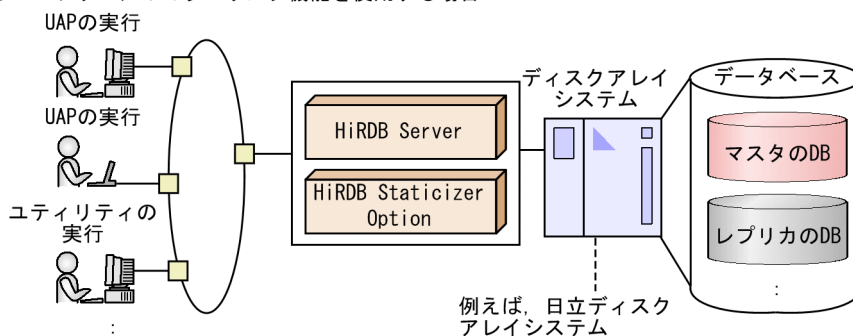 UAPの実行
UAPの実行
ユティリティの
実行
:
HiRDB Server
HiRDB Staticizer
Option
ディスクアレイ
システム
例えば，日立ディスク
アレイシステム
データベース
マスタのDB
レプリカのDB
: